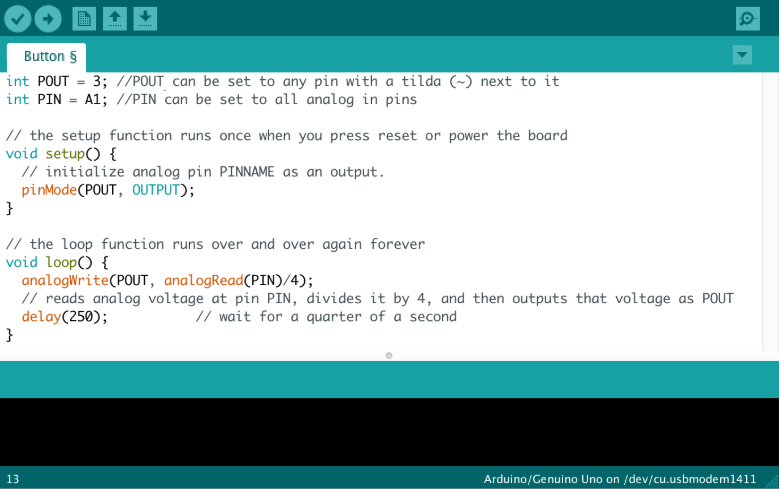 Button §
int POUT = 3; //POUT can be set to any pin with a tilda (~) next to it
int PIN = A1; //PIN can be set to all analog in pins
// the setup function runs once when you press reset or power the board
void setup() {
  // initialize analog pin PINNAME as an output.
  pinMode(POUT, OUTPUT);
}
// the loop function runs over and over again forever
void loop() {
  analogWrite(POUT, analogRead(PIN)/4);
  // reads analog voltage at pin PIN, divides it by 4, and then outputs that voltage as POUT
  delay(250);           // wait for a quarter of a second
}
13 Arduino/Genuino Uno on /dev/cu.usbmodem1411